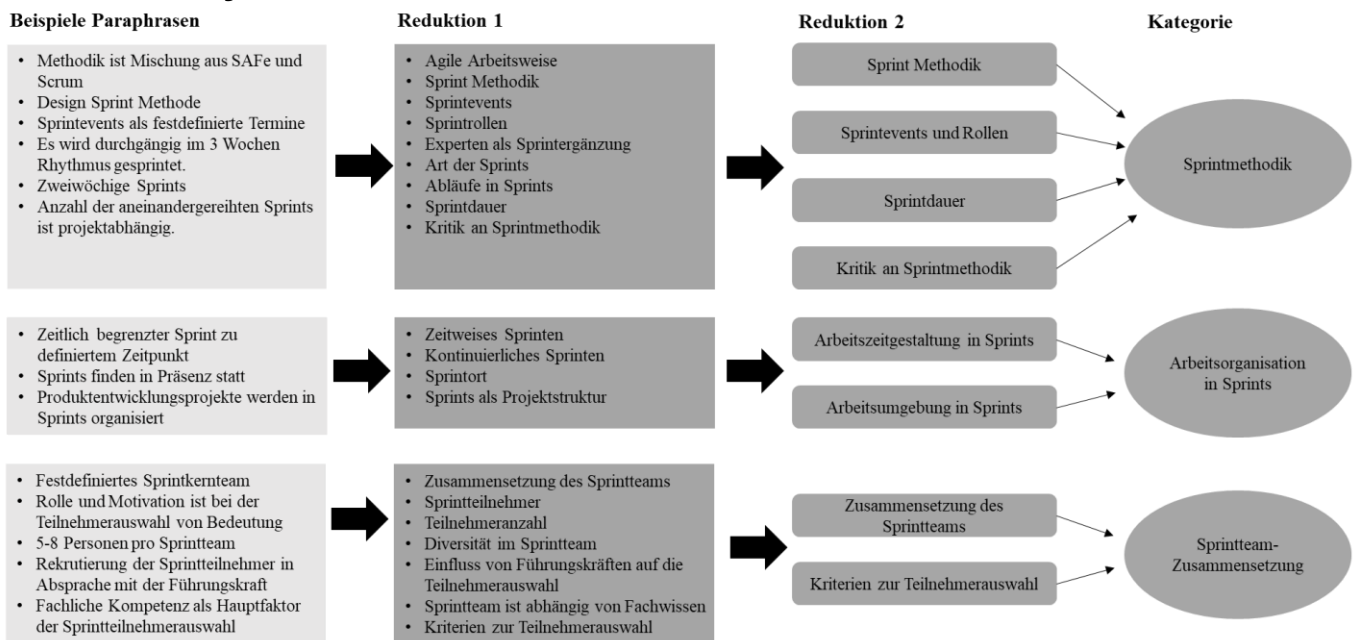 Beispiele Paraphrasen
Reduktion 1
Reduktion 2
Kategorie
• Methodik ist Mischung aus SAFe und
Scrum
• Design Sprint Methode
• Sprintevents als festdefinierte Termine
• Es wird durchgängig im 3 Wochen
Rhythmus gesprintet.
• Zweiwöchige Sprints
• Anzahl der aneinandergereihten Sprints
ist projektabhängig.
• Agile Arbeitsweise
• Sprint Methodik
• Sprintevents
• Sprintrollen
• Experten als Sprintergänzung
• Art der Sprints
• Abläufe in Sprints
• Sprintdauer
• Kritik an Sprintmethodik
Sprint Methodik
Sprintevents und Rollen
Sprintdauer
Kritik an Sprintmethodik
Sprintmethodik
• Zeitlich begrenzter Sprint zu
definiertem Zeitpunkt
• Sprints finden in Präsenz statt
• Produktentwicklungsprojekte werden in
Sprints organisiert
• Zeitweises Sprinten
• Kontinuierliches Sprinten
• Sprintort
• Sprints als Projektstruktur
Arbeitszeitgestaltung in Sprints
Arbeitsumgebung in Sprints
Arbeitsorganisation
in Sprints
• Festdefiniertes Sprintkernteam
• Rolle und Motivation ist bei der
Teilnehmerauswahl von Bedeutung
• 5-8 Personen pro Sprintteam
• Rekrutierung der Sprintteilnehmer in
Absprache mit der Führungskraft
• Fachliche Kompetenz als Hauptfaktor
der Sprintteilnehmerauswahl
• Zusammensetzung des Sprintteams
• Sprintteilnehmer
• Teilnehmeranzahl
• Diversität im Sprintteam
• Einfluss von Führungskräften auf die
Teilnehmerauswahl
• Sprintteam ist abhängig von Fachwissen
• Kriterien zur Teilnehmerauswahl
Zusammensetzung des
Sprintteams
Kriterien zur Teilnehmerauswahl
Sprintteam-
Zusammensetzung